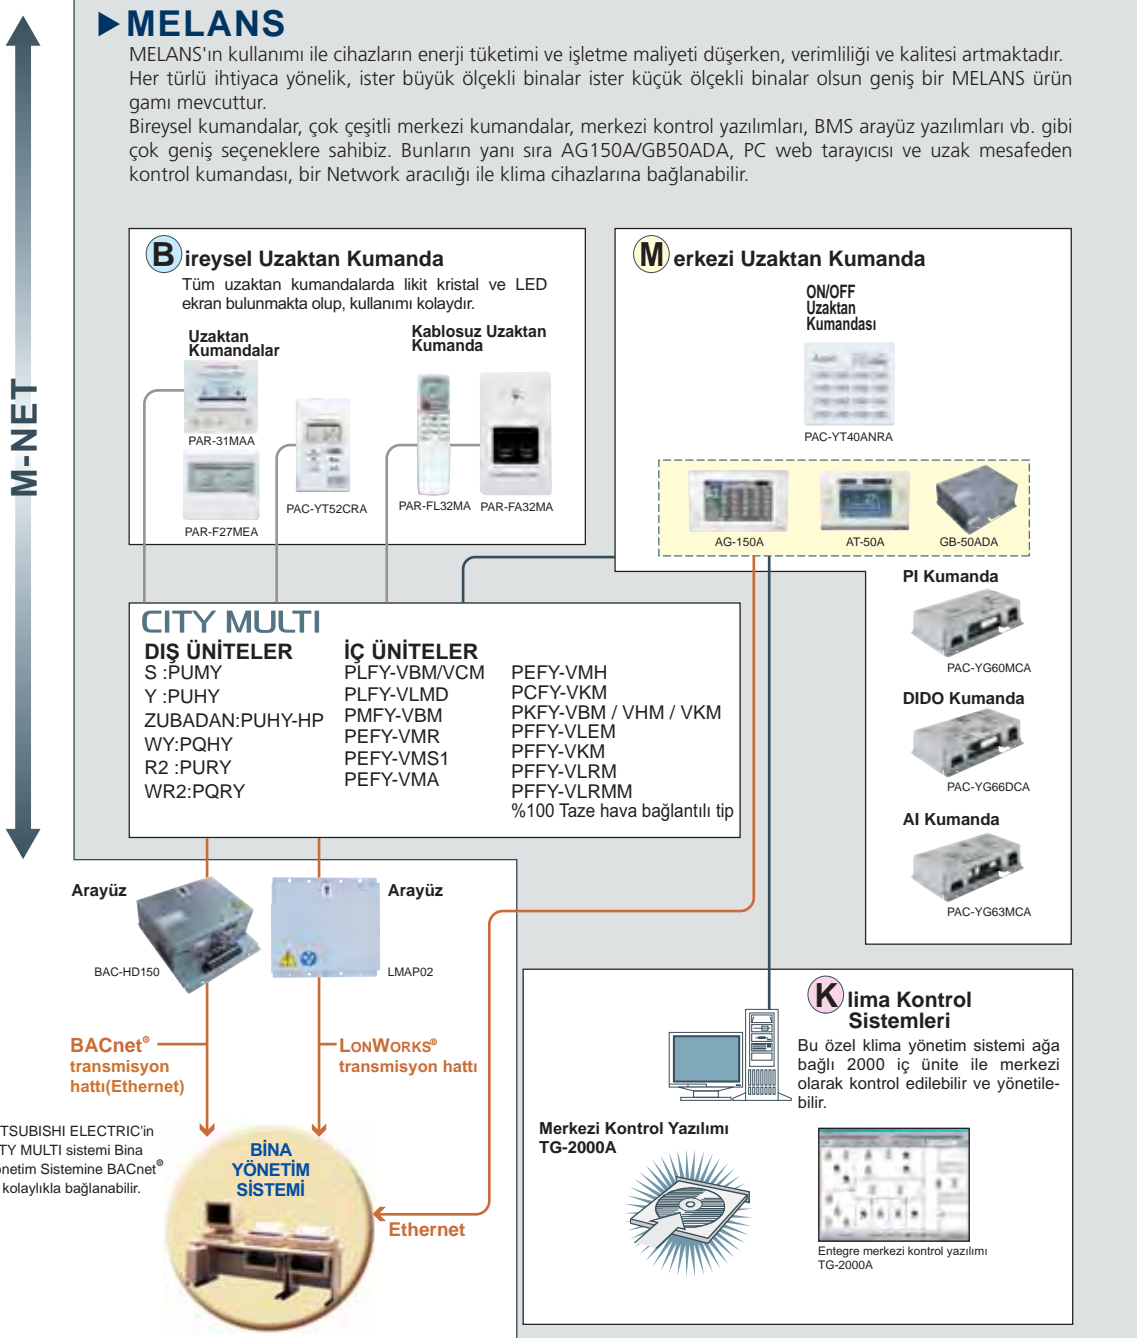 MELANS
MELANS'ın kullanımı ile cihazların enerji tüketimi ve işletme maliyeti düşerken, verimliliği ve kalitesi artmaktadır.
Her türlü ihtiyaca yönelik, ister büyük ölçekli binalar ister küçük ölçekli binalar olsun geniş bir MELANS ürün
gamı mevcuttur.
Bireysel kumandalar, çok çeşitli merkezi kumandalar, merkezi kontrol yazılımları, BMS arayüz yazılımları vb. gibi
çok geniş seçeneklere sahibiz. Bunların yanı sıra AG150A/GB50ADA, PC web tarayıcısı ve uzak mesafeden
kontrol kumandası, bir Network aracılığı ile klima cihazlarına bağlanabilir.
M-NET
Bireysel Uzaktan Kumanda
Tüm uzaktan kumandalarda likit kristal ve LED
ekran bulunmakta olup, kullanımı kolaydır.
Uzaktan
Kumandalar
Kablosuz Uzaktan
Kumanda
PAR-31MAA
PAR-F27MEA
PAC-YT52CRA
PAR-FL32MA
PAR-FA32MA
Merkezi Uzaktan Kumanda
ON/OFF
Uzaktan
Kumandası
PAC-YT40ANRA
AG-150A
AT-50A
GB-50ADA
PI Kumanda
PAC-YG60MCA
DIDO Kumanda
PAC-YG66DCA
AI Kumanda
PAC-YG63MCA
CITY MULTI
DIŞ ÜNİTELER
S :PUMY
Y :PUHY
ZUBADAN:PUHY-HP
WY:PQHY
R2 :PURY
WR2:PQRY
İÇ ÜNİTELER
PLFY-VBM/VCM
PLFY-VLMD
PMFY-VBM
PEFY-VMR
PEFY-VMS1
PEFY-VMA
PEFY-VMH
PCFY-VKM
PKFY-VBM / VHM / VKM
PFFY-VLEM
PFFY-VKM
PFFY-VLRM
PFFY-VLRMM
%100 Taze hava bağlantılı tip
Arayüz
BAC-HD150
Arayüz
LMAP02
BACnet®
transmisyon
hattı(Ethernet)
LONWORKS®
transmisyon hattı
TSUBISHI ELECTRIC'in
TY MULTI sistemi Bina
önetim Sistemine BACnet®
kolaylıkla bağlanabilir.
BİNA
YÖNETİM
SİSTEMİ
Ethernet
Klima Kontrol
Sistemleri
Bu özel klima yönetim sistemi ağa
bağlı 2000 iç ünite ile merkezi
olarak kontrol edilebilir ve yönetile-
bilir.
Merkezi Kontrol Yazılımı
TG-2000A
Entegre merkezi kontrol yazılımı
TG-2000A